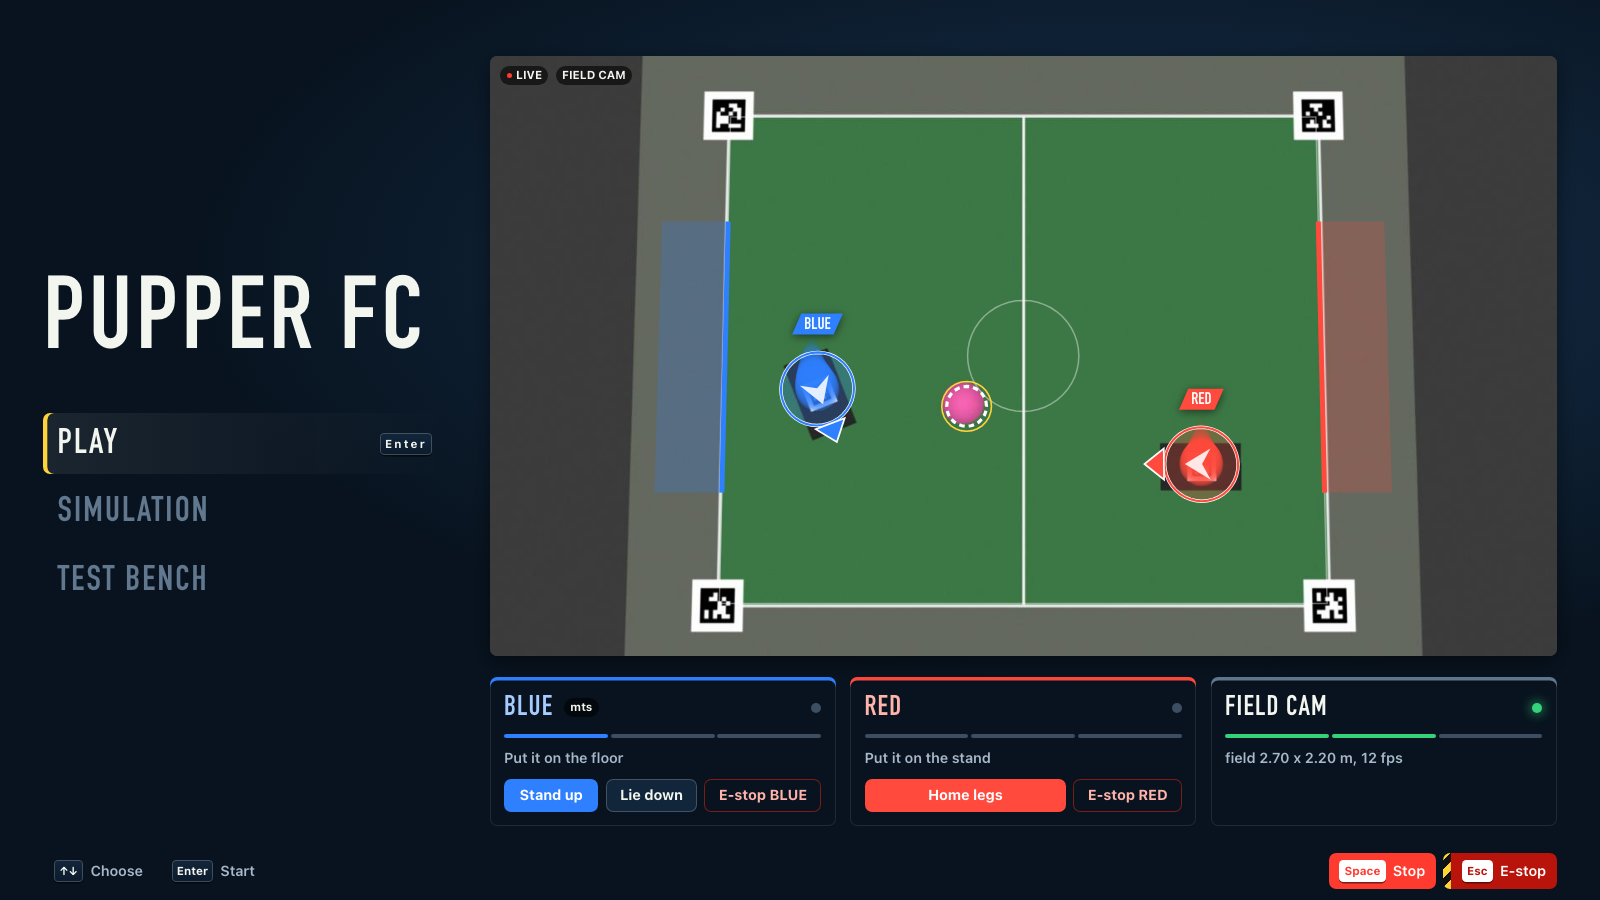 LIVE FIELD CAM
PUPPER FC
PLAY Enter
SIMULATION
TEST BENCH
BLUE
RED
BLUE mts
Put it on the floor
Stand up Lie down E-stop BLUE
RED
Put it on the stand
Home legs E-stop RED
FIELD CAM
field 2.70 x 2.20 m, 12 fps
↑↓ Choose Enter Start
Space Stop Esc E-stop